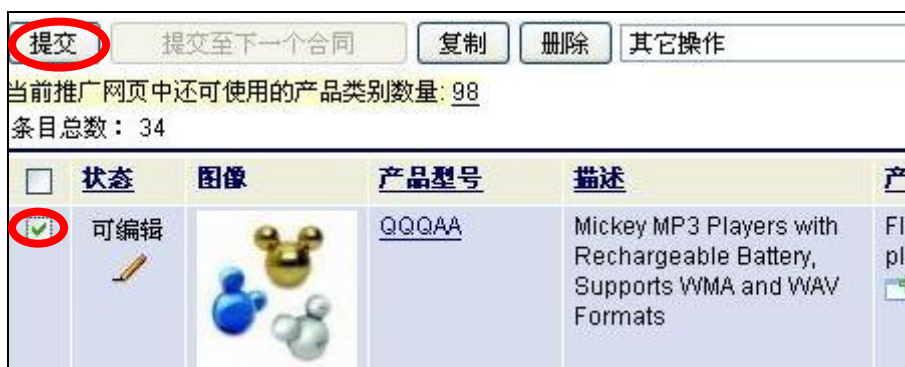 提交 提交至下一个合同 复制 删除 其它操作
当前推广网页中还可使用的产品类别数量: 98
条目总数： 34
状态 图像 产品型号 描述 产
可编辑 QQQAA Mickey MP3 Players with Fl
Rechargeable Battery, pl
Supports WMA and WAV
Formats